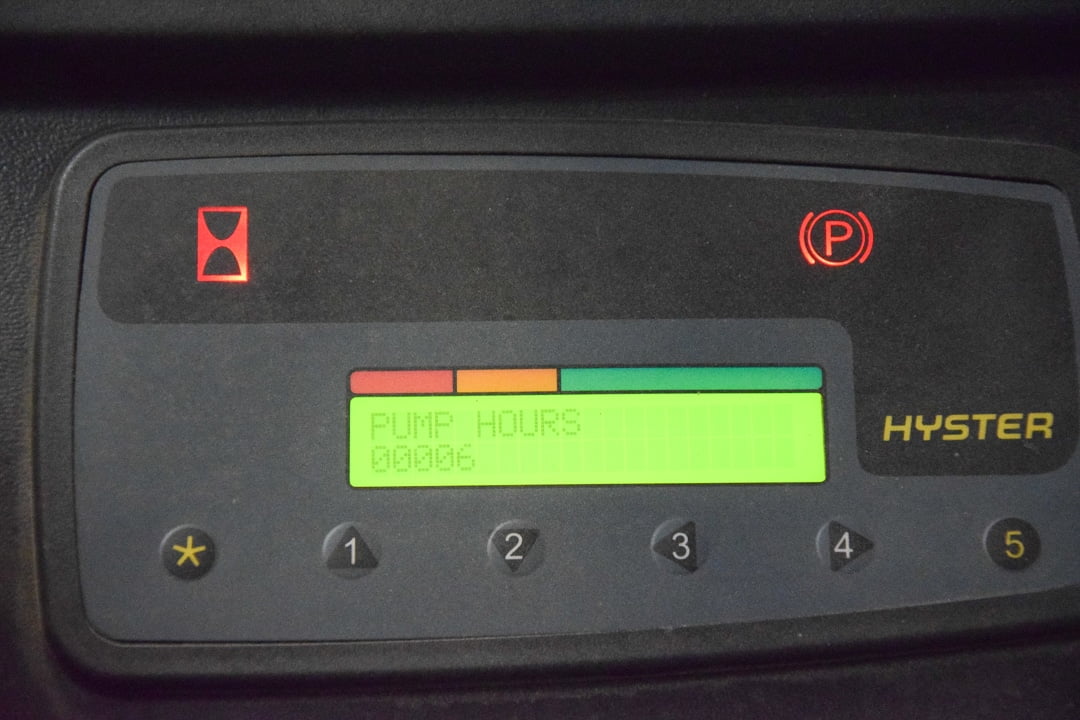 P
PUMP HOURS
00006
HYSTER
* 1 2 3 4 5